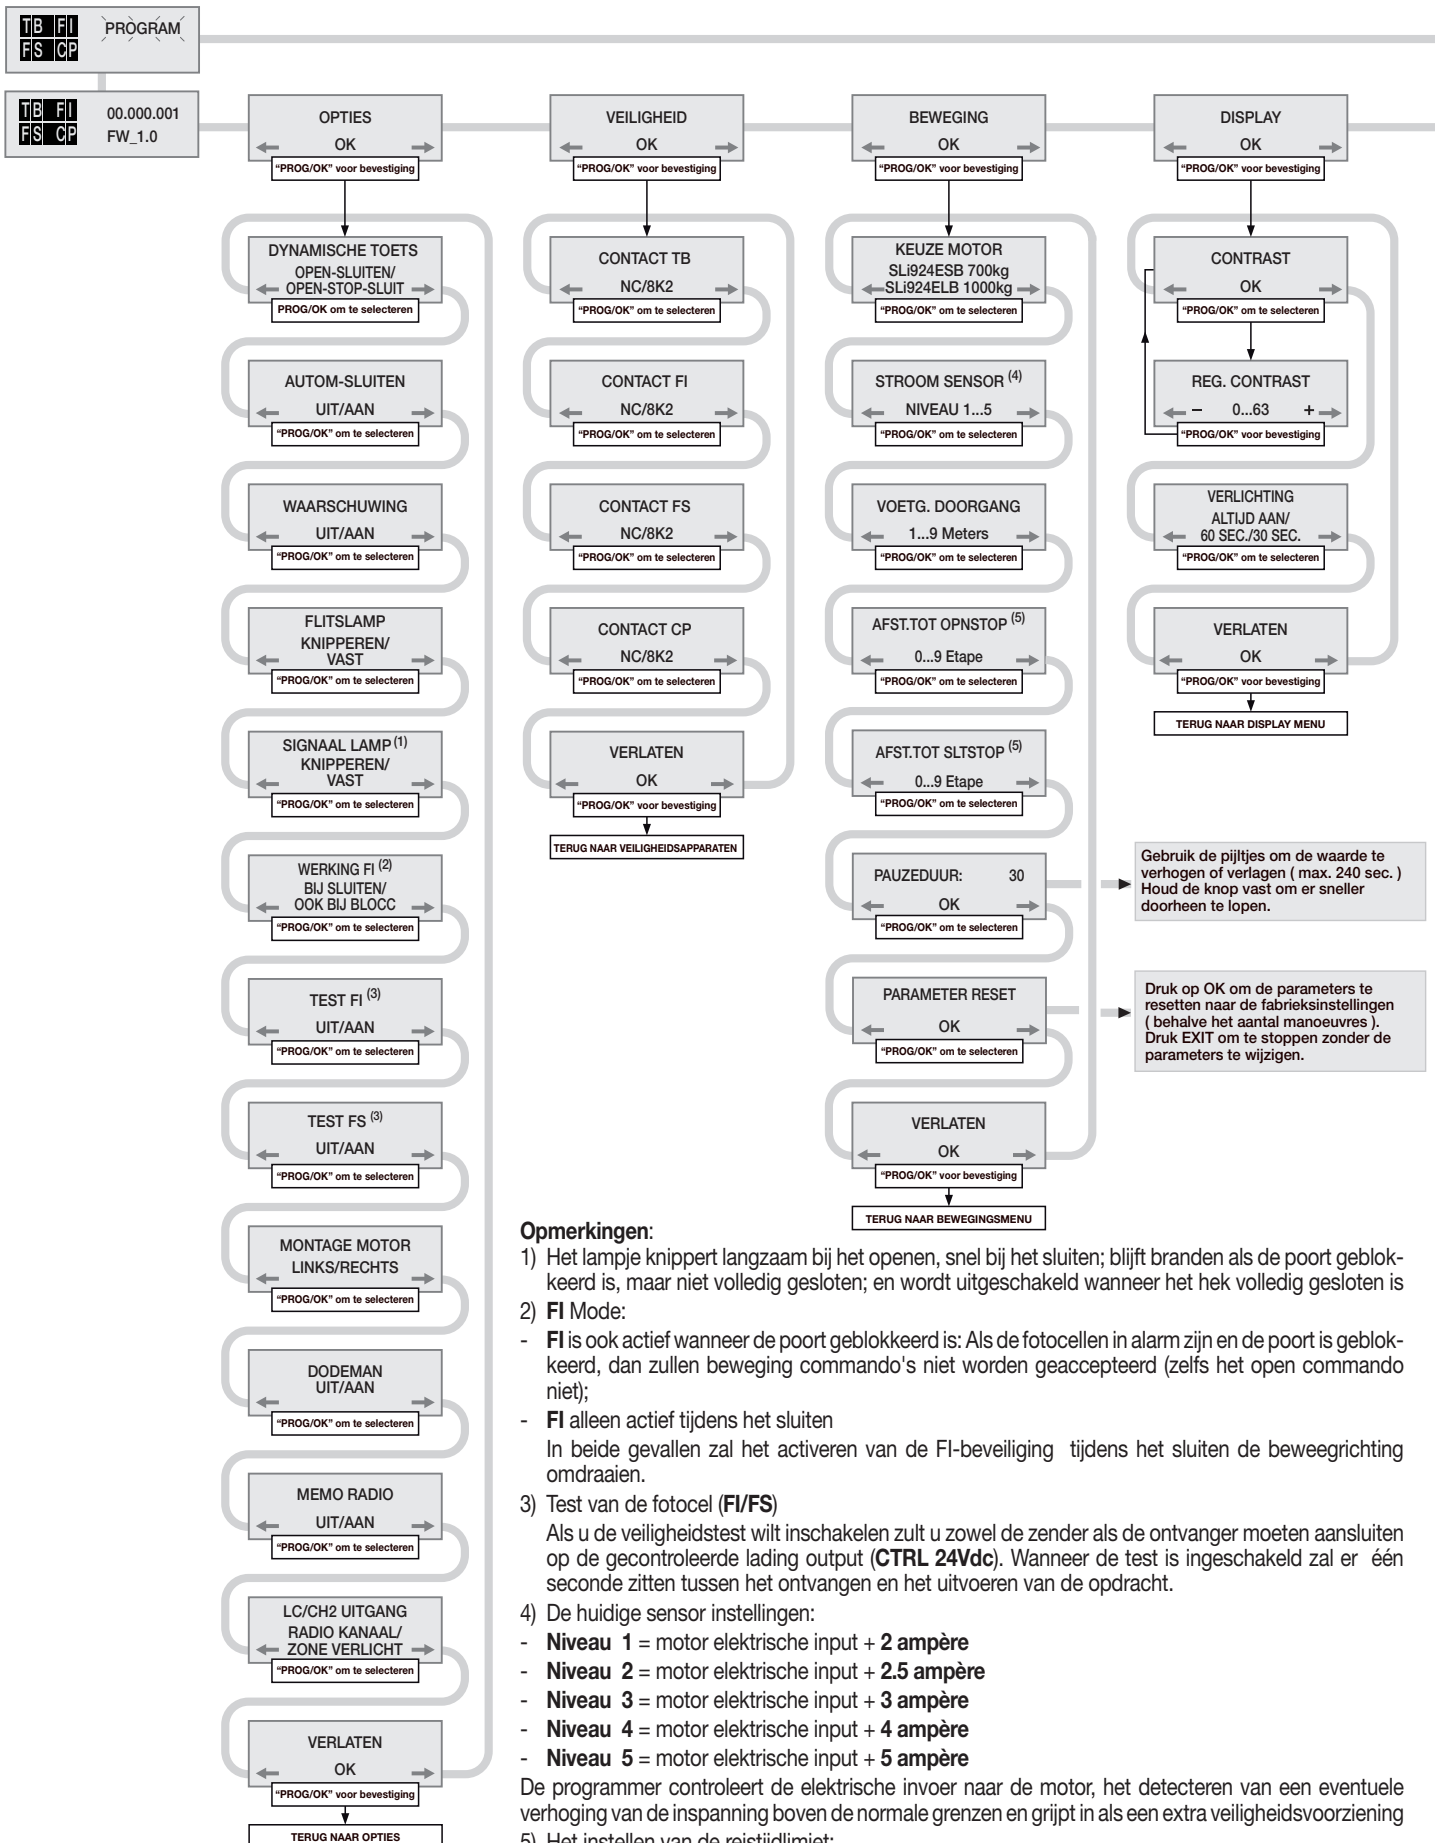 TB FI
FS CP
PROGRAM
TB FI
FS CP
00.000.001
FW_1.0
OPTIES
OK
“PROG/OK” voor bevestiging
DYNAMISCHE TOETS
OPEN-SLUITEN/
OPEN-STOP-SLUIT
PROG/OK om te selecteren
AUTOM-SLUITEN
UIT/AAN
“PROG/OK” om te selecteren
WAARSCHUWING
UIT/AAN
“PROG/OK” om te selecteren
FLITSLAMP
KNIPPEREN/
VAST
“PROG/OK” om te selecteren
SIGNAAL LAMP (1)
KNIPPEREN/
VAST
“PROG/OK” om te selecteren
WERKING FI (2)
BIJ SLUITEN/
OOK BIJ BLOCC
“PROG/OK” om te selecteren
TEST FI (3)
UIT/AAN
“PROG/OK” om te selecteren
TEST FS (3)
UIT/AAN
“PROG/OK” om te selecteren
MONTAGE MOTOR
LINKS/RECHTS
“PROG/OK” om te selecteren
DODEMAN
UIT/AAN
“PROG/OK” om te selecteren
MEMO RADIO
UIT/AAN
“PROG/OK” om te selecteren
LC/CH2 UITGANG
RADIO KANAAL/
ZONE VERLICHT
“PROG/OK” om te selecteren
VERLATEN
OK
“PROG/OK” voor bevestiging
TERUG NAAR OPTIES
VEILIGHEID
OK
“PROG/OK” voor bevestiging
CONTACT TB
NC/8K2
“PROG/OK” om te selecteren
CONTACT FI
NC/8K2
“PROG/OK” om te selecteren
CONTACT FS
NC/8K2
“PROG/OK” om te selecteren
CONTACT CP
NC/8K2
“PROG/OK” om te selecteren
VERLATEN
OK
“PROG/OK” voor bevestiging
TERUG NAAR VEILIGHEIDSAPPARATEN
BEWEGING
OK
“PROG/OK” voor bevestiging
KEUZE MOTOR
SLi924ESB 700kg
SLi924ELB 1000kg
“PROG/OK” om te selecteren
STROOM SENSOR (4)
NIVEAU 1...5
“PROG/OK” om te selecteren
VOETG. DOORGANG
1...9 Meters
“PROG/OK” om te selecteren
AFST.TOT OPNSTOP (5)
0...9 Etape
“PROG/OK” om te selecteren
AFST.TOT SLTSTOP (5)
0...9 Etape
“PROG/OK” om te selecteren
PAUZEDUUR: 30
OK
“PROG/OK” om te selecteren
PARAMETER RESET
OK
“PROG/OK” om te selecteren
VERLATEN
OK
“PROG/OK” voor bevestiging
TERUG NAAR BEWEGINGSMENU
DISPLAY
OK
“PROG/OK” voor bevestiging
CONTRAST
OK
“PROG/OK” om te selecteren
REG. CONTRAST
– 0...63 +
“PROG/OK” voor bevestiging
VERLICHTING
ALTIJD AAN/
60 SEC./30 SEC.
“PROG/OK” om te selecteren
VERLATEN
OK
“PROG/OK” voor bevestiging
TERUG NAAR DISPLAY MENU
Gebruik de pijltjes om de waarde te
verhogen of verlagen ( max. 240 sec. )
Houd de knop vast om er sneller
doorheen te lopen.
Druk op OK om de parameters te
resetten naar de fabrieksinstellingen
( behalve het aantal manoeuvres ).
Druk EXIT om te stoppen zonder de
parameters te wijzigen.
Opmerkingen:
1) Het lampje knippert langzaam bij het openen, snel bij het sluiten; blijft branden als de poort geblok-
keerd is, maar niet volledig gesloten; en wordt uitgeschakeld wanneer het hek volledig gesloten is
2) FI Mode:
- FI is ook actief wanneer de poort geblokkeerd is: Als de fotocellen in alarm zijn en de poort is geblok-
keerd, dan zullen beweging commando's niet worden geaccepteerd (zelfs het open commando
niet);
- FI alleen actief tijdens het sluiten
In beide gevallen zal het activeren van de FI-beveiliging tijdens het sluiten de beweegrichting
omdraaien.
3) Test van de fotocel (FI/FS)
Als u de veiligheidstest wilt inschakelen zult u zowel de zender als de ontvanger moeten aansluiten
op de gecontroleerde lading output (CTRL 24Vdc). Wanneer de test is ingeschakeld zal er één
seconde zitten tussen het ontvangen en het uitvoeren van de opdracht.
4) De huidige sensor instellingen:
- Niveau 1 = motor elektrische input + 2 ampère
- Niveau 2 = motor elektrische input + 2.5 ampère
- Niveau 3 = motor elektrische input + 3 ampère
- Niveau 4 = motor elektrische input + 4 ampère
- Niveau 5 = motor elektrische input + 5 ampère
De programmer controleert de elektrische invoer naar de motor, het detecteren van een eventuele
verhoging van de inspanning boven de normale grenzen en grijpt in als een extra veiligheidsvoorziening
5) Het instellen van de reistijdlimiet: